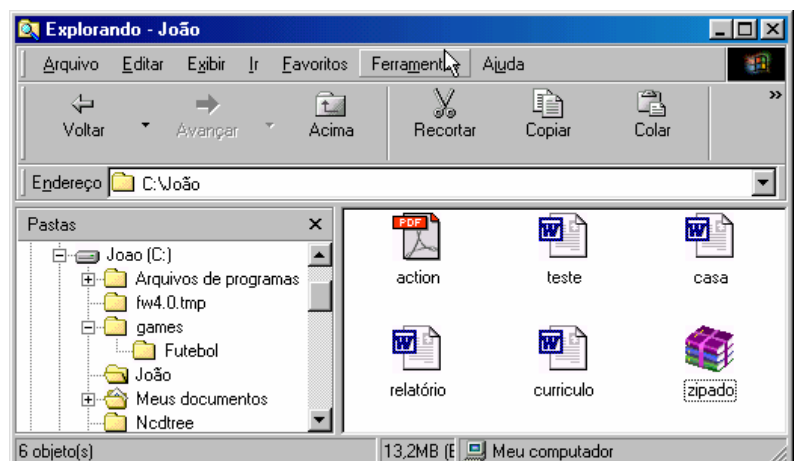 Explorando - João
Arquivo Editar Exibir Ir Favoritos Ferramentas Ajuda
Voltar Avançar Acima Recortar Copiar Colar »
Endereço C:\João
Pastas
Joao (C:)
Arquivos de programas
fw4.0.tmp
games
Futebol
João
Meus documentos
Ncdtree
PDF
action
W
teste
W
casa
W
relatório
W
curriculo
zipado
6 objeto(s) 13,2MB (E Meu computador